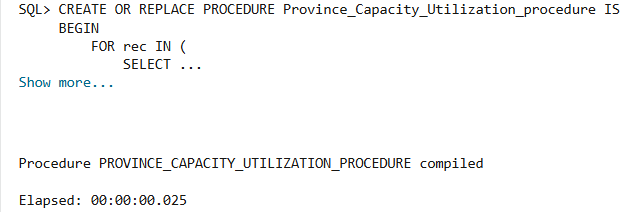 SQL> CREATE OR REPLACE PROCEDURE Province_Capacity_Utilization_procedure IS
BEGIN
FOR rec IN (
SELECT ...
Show more...
Procedure PROVINCE_CAPACITY_UTILIZATION_PROCEDURE compiled
Elapsed: 00:00:00.025